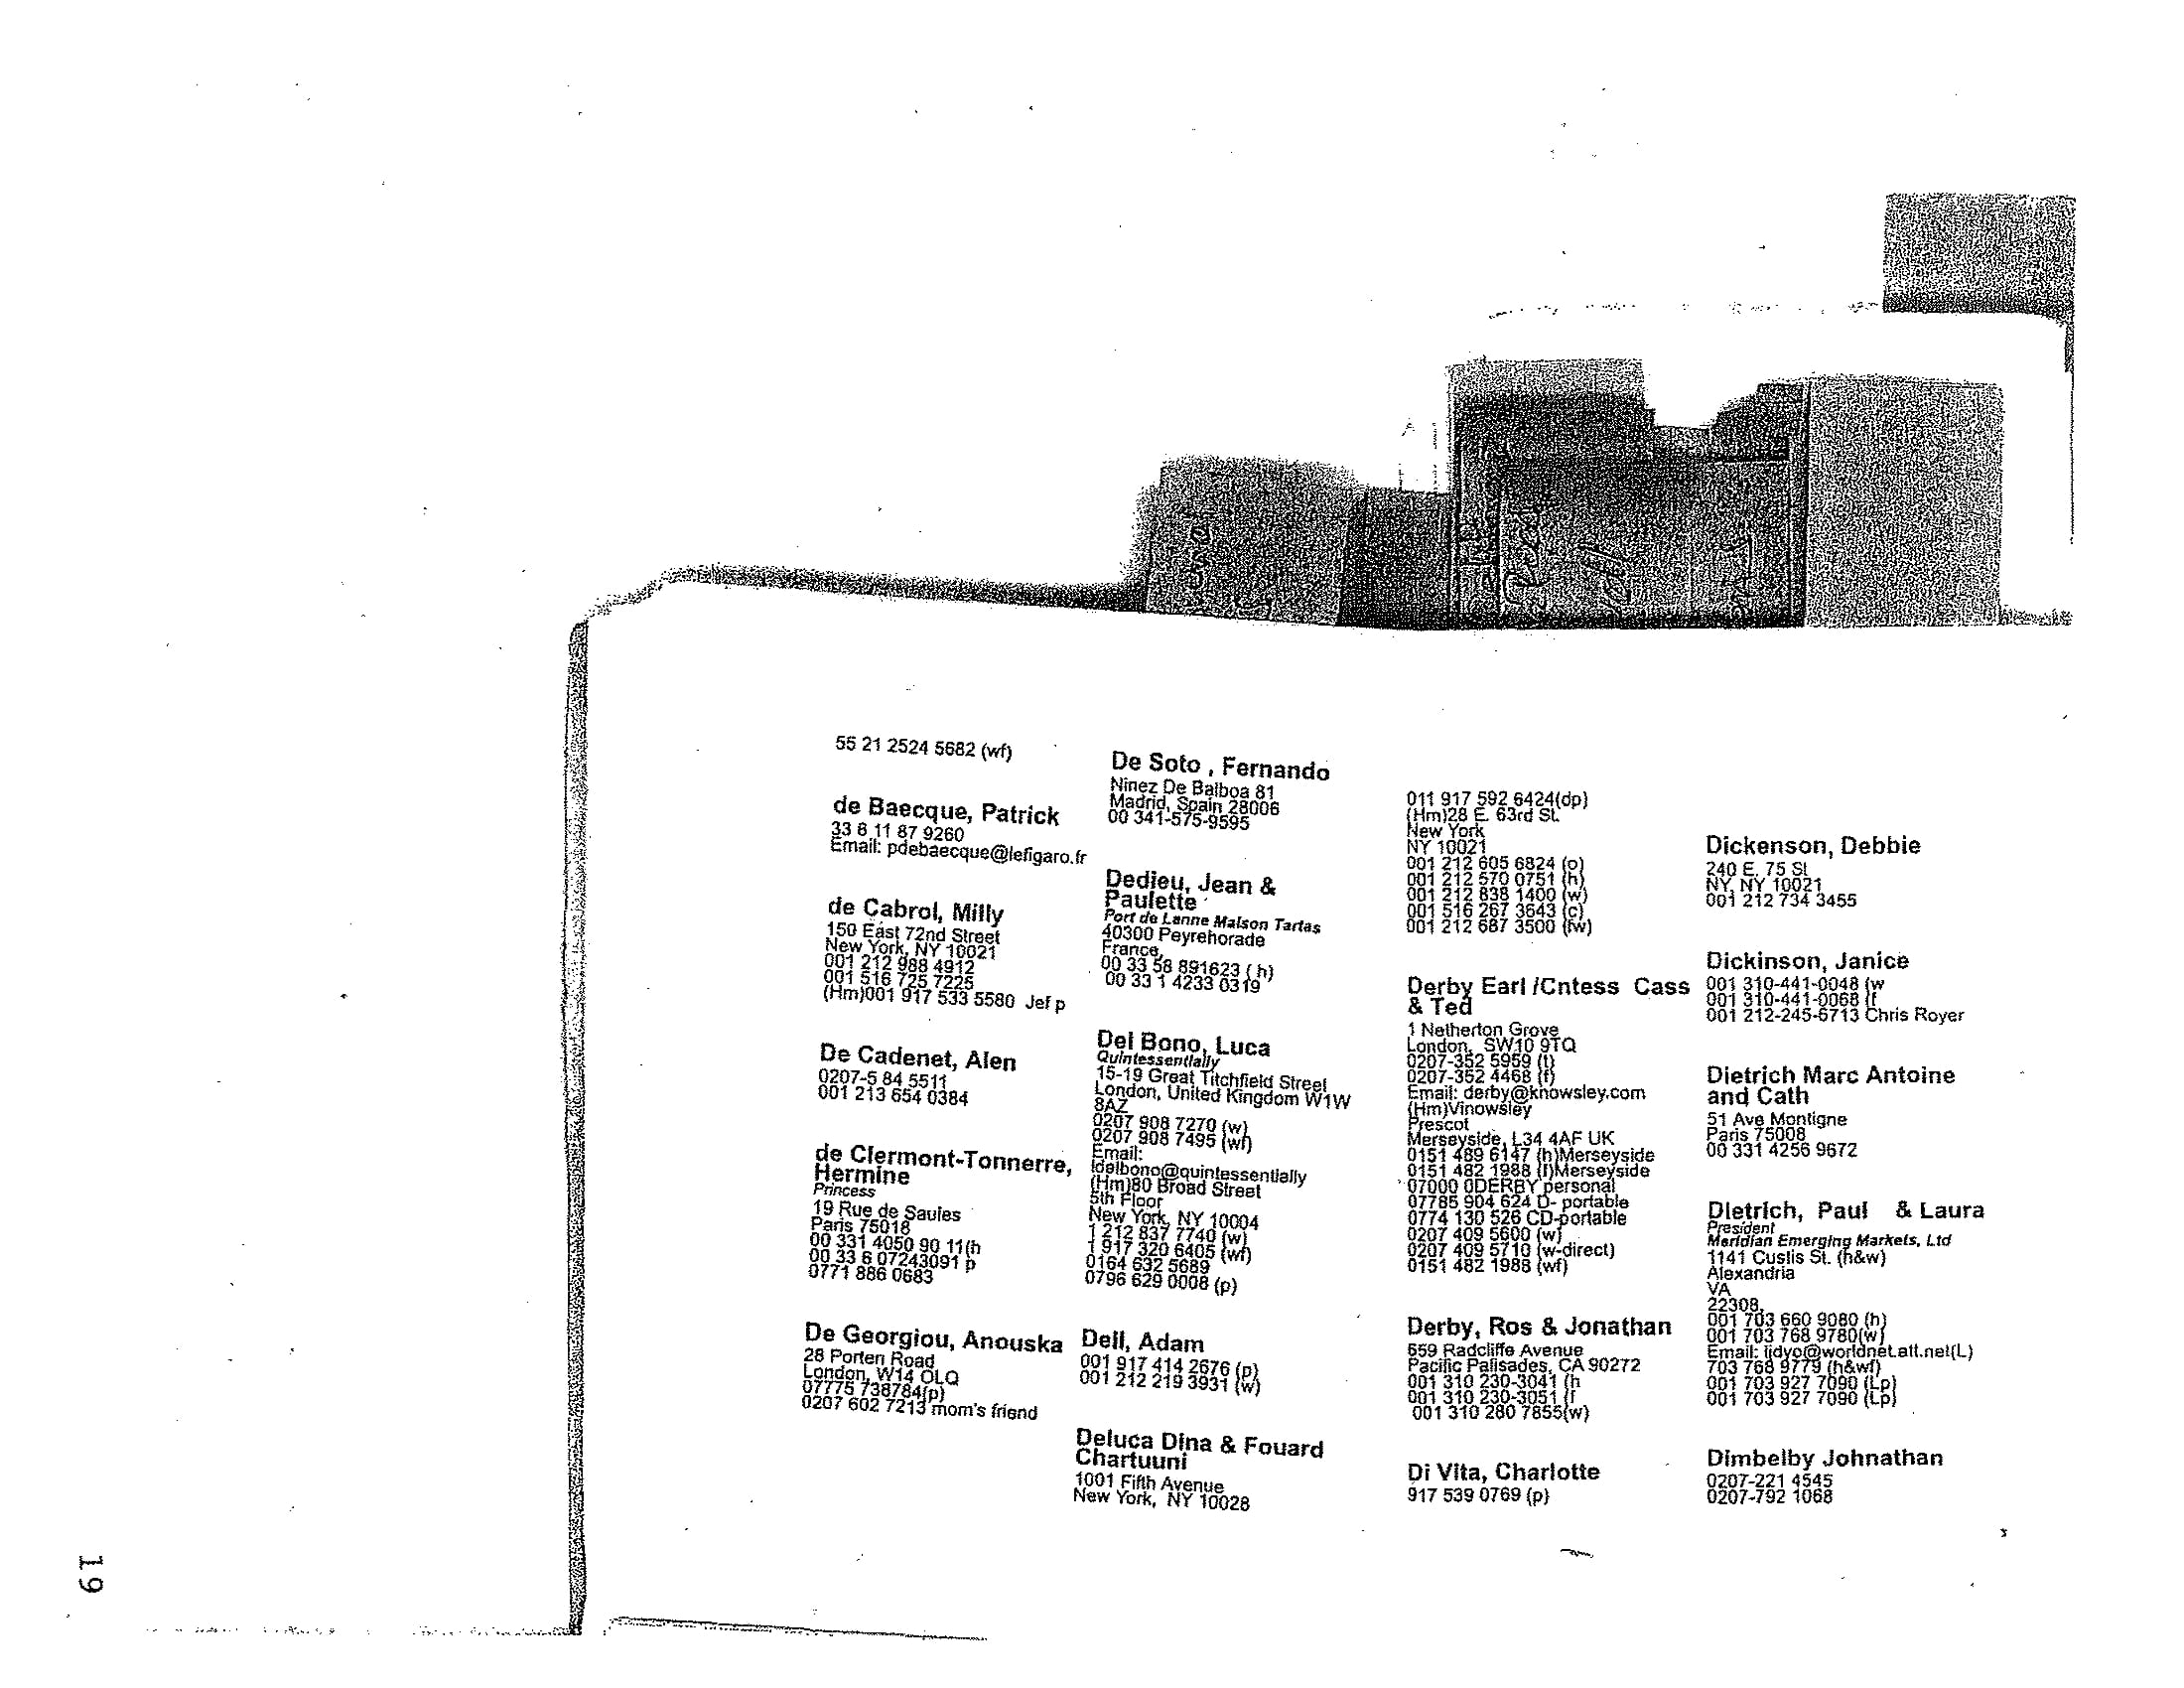 55 21 2524 5682 (wf)
de Baecque, Patrick
33 6 11 87 9260
Email: pdebaecque@lefigaro.fr
de Cabrol, Milly
150 East 72nd Street
New York, NY 10021
001 212 988 4912
001 516 725 7225
(Hm)001 917 533 5580 Jef p
De Cadenet, Alen
0207-5 84 5511
001 213 654 0384
de Clermont-Tonnerre,
Hermine
Princess
19 Rue de Saules
Paris 75018
00 331 4050 90 11(h
00 33 6 07243091 p
0771 886 0683
De Georgiou, Anouska
28 Porten Road
London, W14 OLQ
07775 738784(p)
0207 602 7213 mom's friend
De Soto , Fernando
Ninez De Balboa 81
Madrid, Spain 28006
00 341-575-9595
Dedieu, Jean &
Paulette
Port de Lanne Maison Tartas
40300 Peyrehorade
France,
00 33 58 891623 ( h)
00 33 1 4233 0319
Del Bono, Luca
Quintessentially
15-19 Great Titchfield Street
London, United Kingdom W1W
8AZ
0207 908 7270 (w)
0207 908 7495 (wf)
Email:
ldelbono@quintessentially
(Hm)80 Broad Street
5th Floor
New York, NY 10004
1 212 837 7740 (w)
1 917 320 6405 (wf)
0164 632 5689
0796 629 0008 (p)
Dell, Adam
001 917 414 2676 (p)
001 212 219 3931 (w)
Deluca Dina & Fouard
Chartuuni
1001 Fifth Avenue
New York, NY 10028
011 917 592 6424(dp)
(Hm)28 E. 63rd St.
New York
NY 10021
001 212 605 6824 (o)
001 212 570 0751 (h)
001 212 838 1400 (w)
001 516 267 3643 (c)
001 212 687 3500 (fw)
Derby Earl /Cntess Cass
& Ted
1 Netherton Grove
London, SW10 9TQ
0207-352 5959 (t)
0207-352 4468 (f)
Email: derby@knowsley.com
(Hm)Vinowsley
Prescot
Merseyside, L34 4AF UK
0151 489 6147 (h)Merseyside
0151 482 1988 (f)Merseyside
07000 0DERBY personal
07785 904 624 D- portable
0774 130 526 CD-portable
0207 409 5600 (w)
0207 409 5710 (w-direct)
0151 482 1988 (wf)
Derby, Ros & Jonathan
559 Radcliffe Avenue
Pacific Palisades, CA 90272
001 310 230-3041 (h
001 310 230-3051 (f
001 310 280 7855(w)
Di Vita, Charlotte
917 539 0769 (p)
Dickenson, Debbie
240 E. 75 St
NY, NY 10021
001 212 734 3455
Dickinson, Janice
001 310-441-0048 (w
001 310-441-0068 (f
001 212-245-6713 Chris Royer
Dietrich Marc Antoine
and Cath
51 Ave Montigne
Paris 75008
00 331 4256 9672
Dietrich, Paul & Laura
President
Meridian Emerging Markets, Ltd
1141 Custis St. (h&w)
Alexandria
VA
22308,
001 703 660 9080 (h)
001 703 768 9780(w)
Email: ljdyo@worldnet.att.net(L)
703 768 9779 (h&wf)
001 703 927 7090 (Lp)
001 703 927 7090 (Lp)
Dimbelby Johnathan
0207-221 4545
0207-792 1068
19